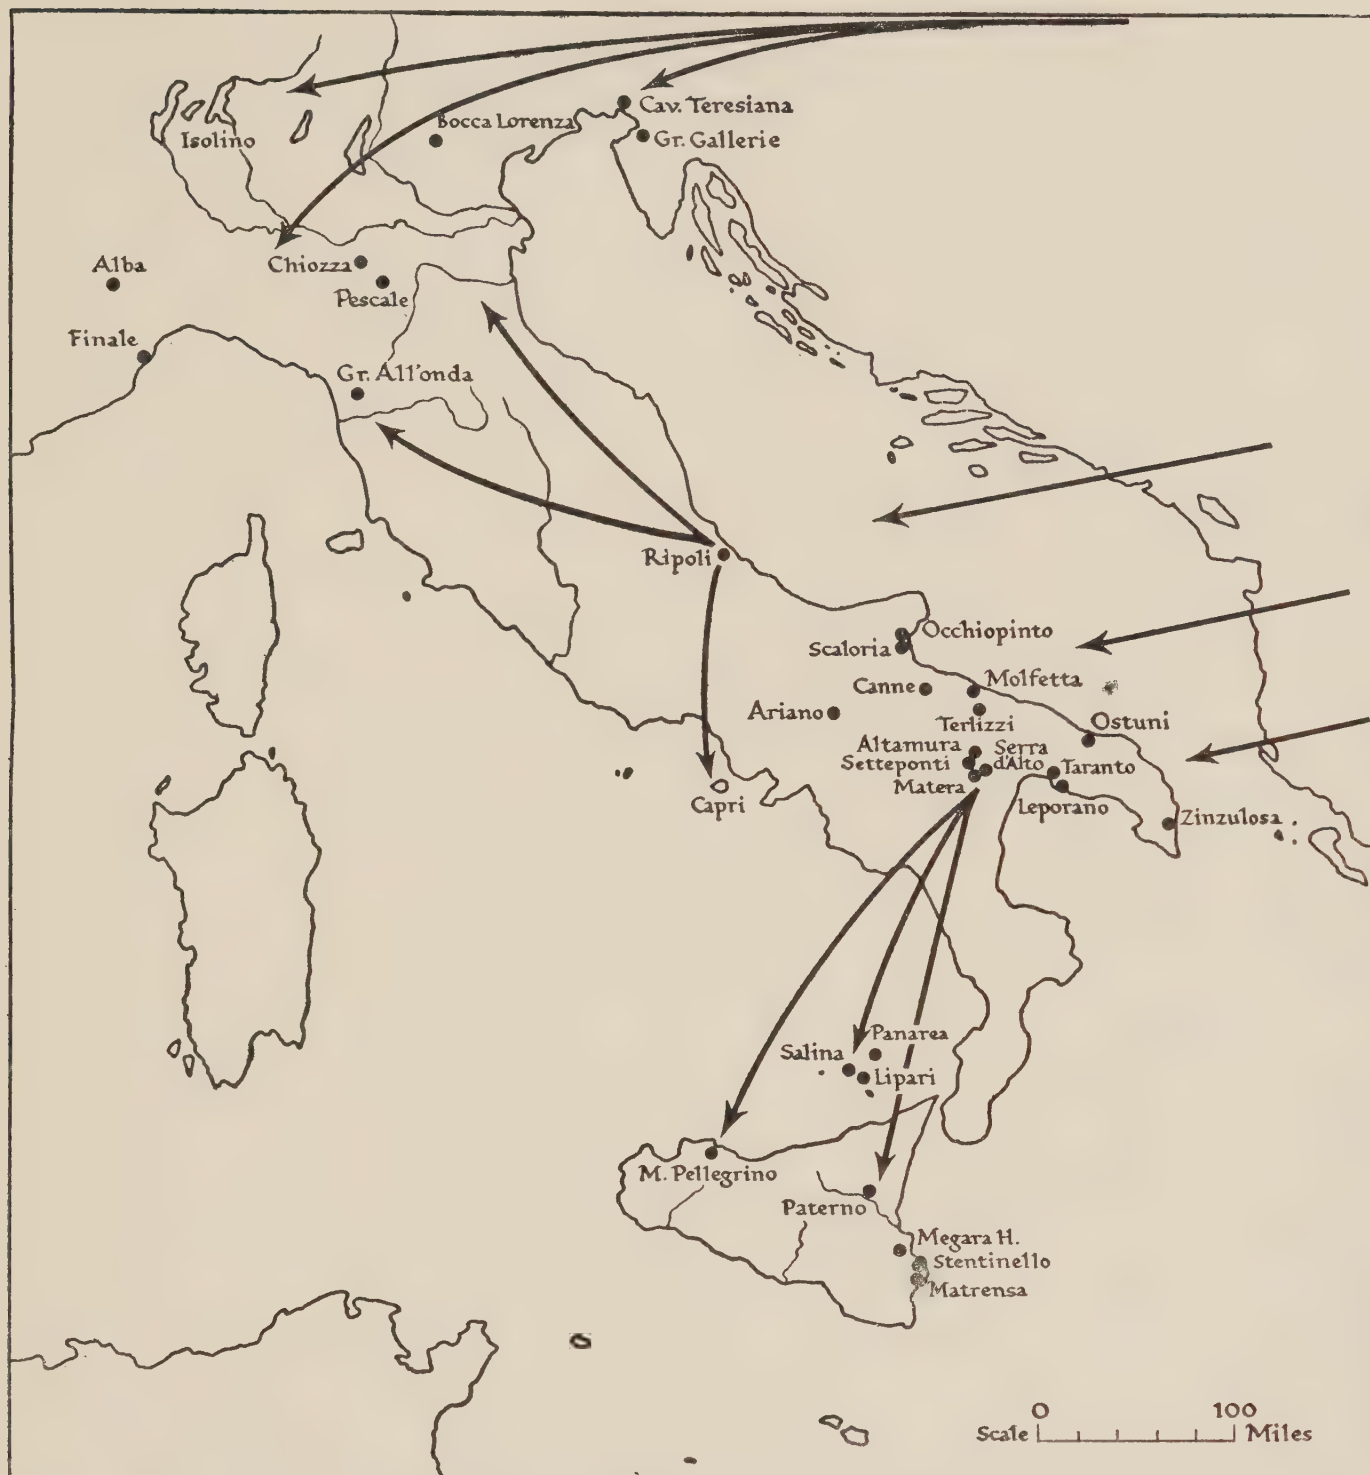 Cav. Teresiana
Bocca Lorenza
Isolino
Gr. Gallerie
Alba
Chiozza
Pescale
Finale
Gr. All'onda
Ripoli
Occhiopinto
Scaloria
Canne
Molfetta
Ariano
Terlizzi
Ostuni
Altamura
Serra
d'Alto
Setteponti
Taranto
Matera
Capri
Leporano
Zinzulosa
Panarea
Salina
Lipari
M. Pellegrino
Paterno
Megara H.
Stentinello
Matrensa
0 100
Scale Miles